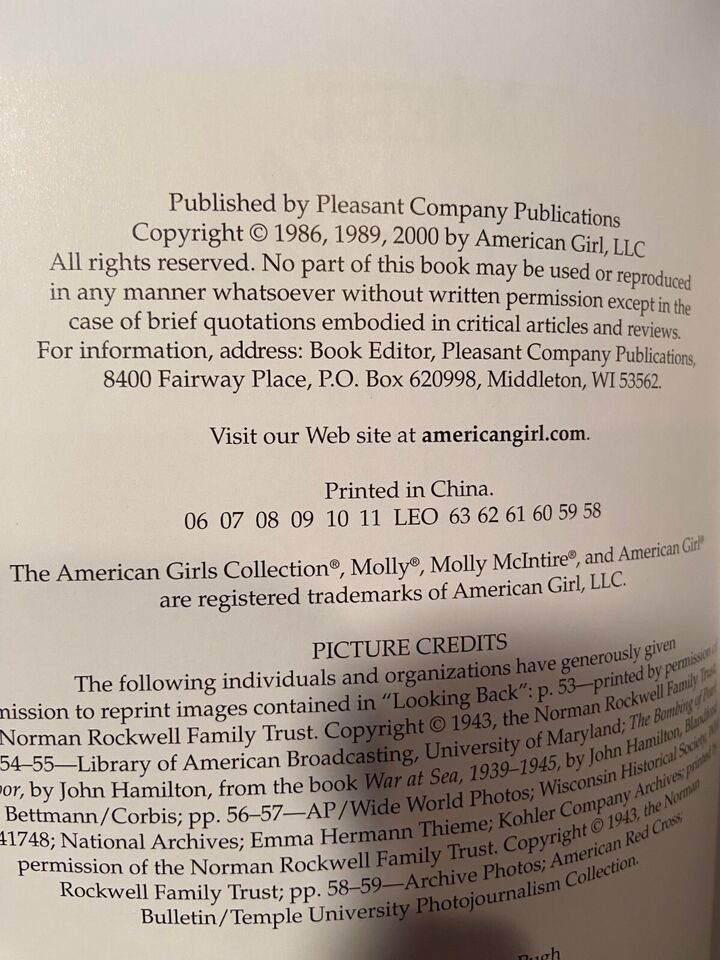 Published by Pleasant Company Publications
Copyright © 1986, 1989, 2000 by American Girl, LLC
All rights reserved. No part of this book may be used or reproduced
in any manner whatsoever without written permission except in the
case of brief quotations embodied in critical articles and reviews.
For information, address: Book Editor, Pleasant Company Publications,
8400 Fairway Place, P.O. Box 620998, Middleton, WI 53562.
Visit our Web site at americangirl.com.
Printed in China.
06 07 08 09 10 11 LEO 63 62 61 60 59 58
The American Girls Collection®, Molly®, Molly McIntire®, and American Girl®
are registered trademarks of American Girl, LLC.
PICTURE CREDITS
The following individuals and organizations have generously given
mission to reprint images contained in “Looking Back”: p. 53—printed by permission
Norman Rockwell Family Trust. Copyright © 1943, the Norman Rockwell Family Trust;
54–55—Library of American Broadcasting, University of Maryland; The Bombing of
or, by John Hamilton, from the book War at Sea, 1939–1945, by John Hamilton,
Bettmann/Corbis; pp. 56–57—AP/Wide World Photos; Wisconsin Historical Society,
41748; National Archives; Emma Hermann Thieme; Kohler Company Archives; printed
permission of the Norman Rockwell Family Trust. Copyright © 1943, the Norman
Rockwell Family Trust; pp. 58–59—Archive Photos; American Red Cross;
Bulletin/Temple University Photojournalism Collection.
Pugh